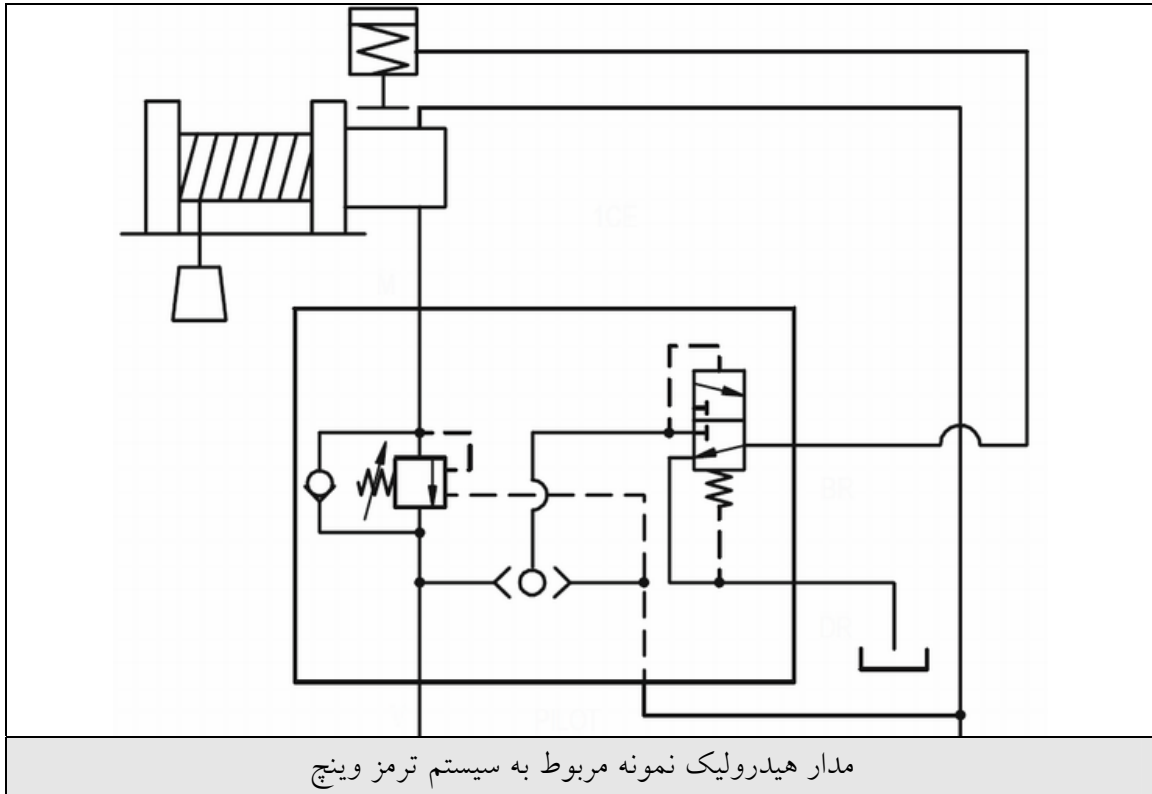 مدار هیدرولیک نمونه مربوط به سیستم ترمز وینچ